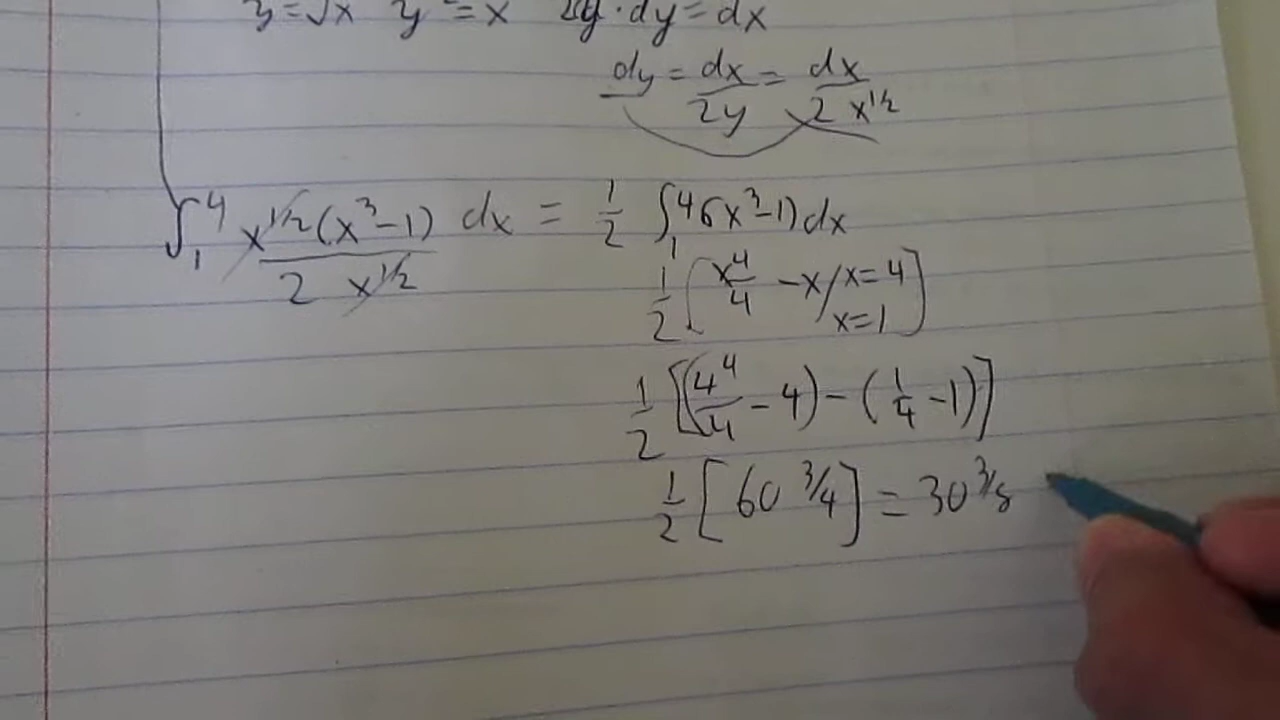 y=√x y²=x 2y·dy=dx
dy = dx/2y = dx/2 x^1/2
∫₁⁴ x^1/2(x³-1)/2 x^1/2 dx = 1/2 ∫₁⁴ (x³-1)dx
1/2 [x⁴/4 - x/x=4 x=1]
1/2 [(4⁴/4 - 4) - (1/4 - 1)]
1/2 [60 3/4] = 30 3/8